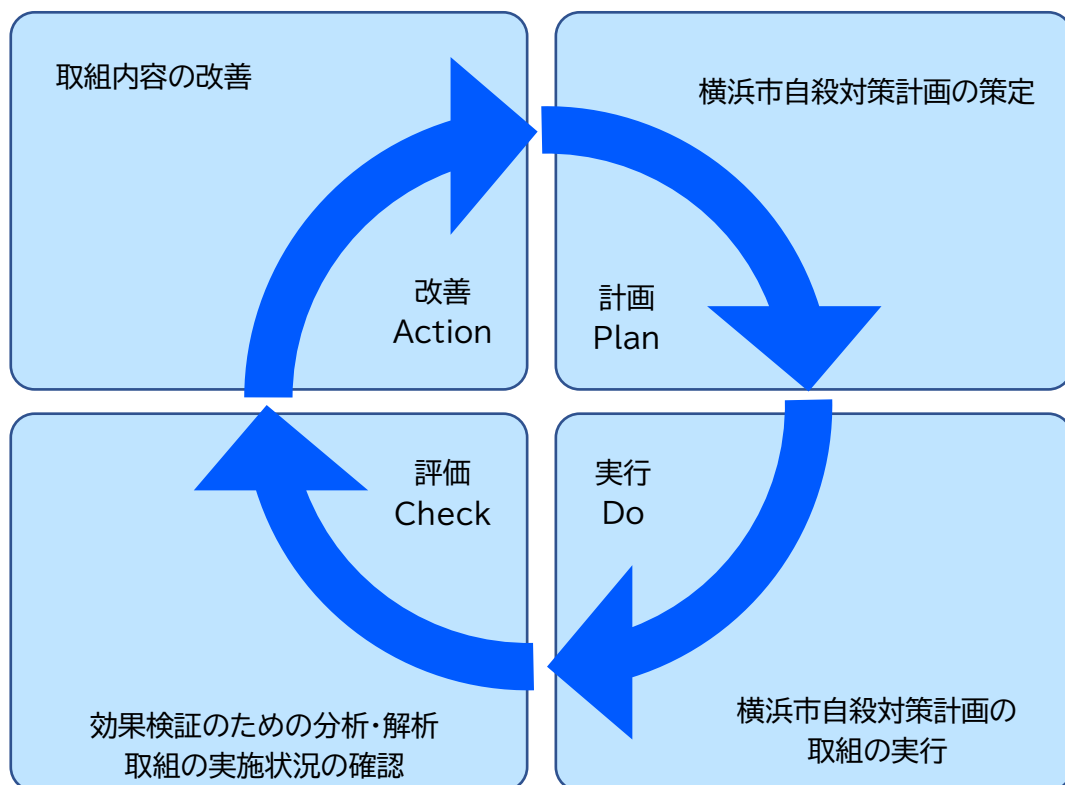 取組内容の改善
横浜市自殺対策計画の策定
改善
Action
計画
Plan
評価
Check
実行
Do
効果検証のための分析・解析
取組の実施状況の確認
横浜市自殺対策計画の
取組の実行